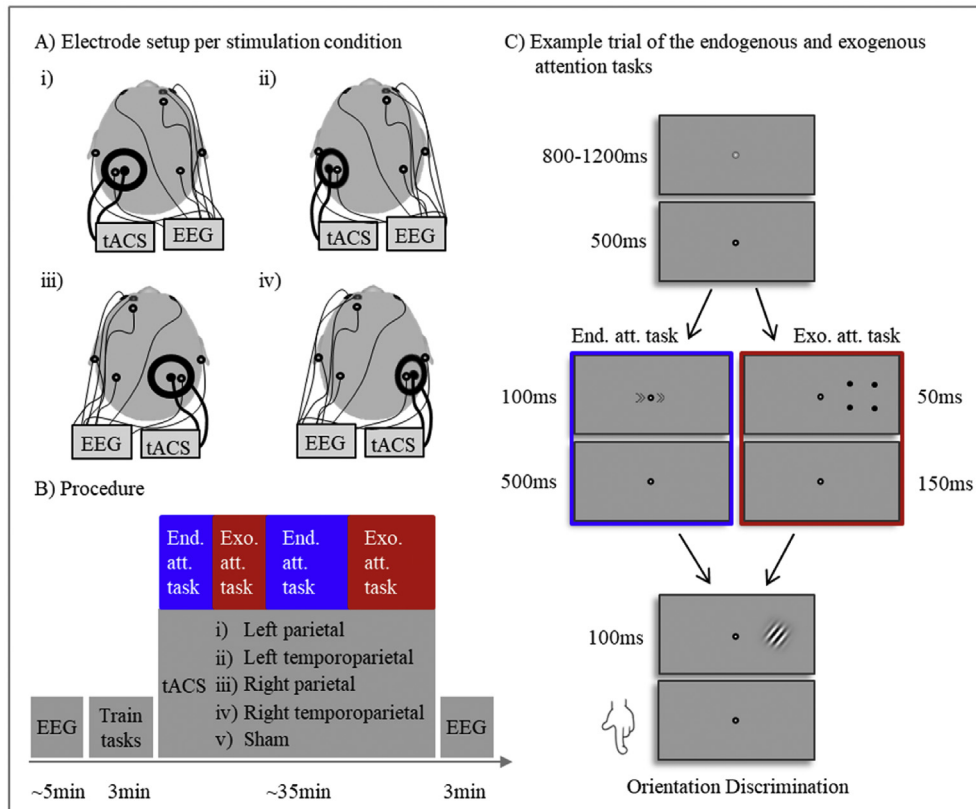 A) Electrode setup per stimulation condition
i)
ii)
tACS
EEG
tACS
EEG
iii)
iv)
EEG
tACS
EEG
tACS
B) Procedure
End. att. task
Exo. att. task
End. att. task
Exo. att. task
tACS
i) Left parietal
ii) Left temporoparietal
iii) Right parietal
iv) Right temporoparietal
v) Sham
EEG
Train tasks
EEG
~5min
3min
~35min
3min
C) Example trial of the endogenous and exogenous
attention tasks
800-1200ms
500ms
End. att. task
Exo. att. task
100ms
50ms
500ms
150ms
100ms
Orientation Discrimination